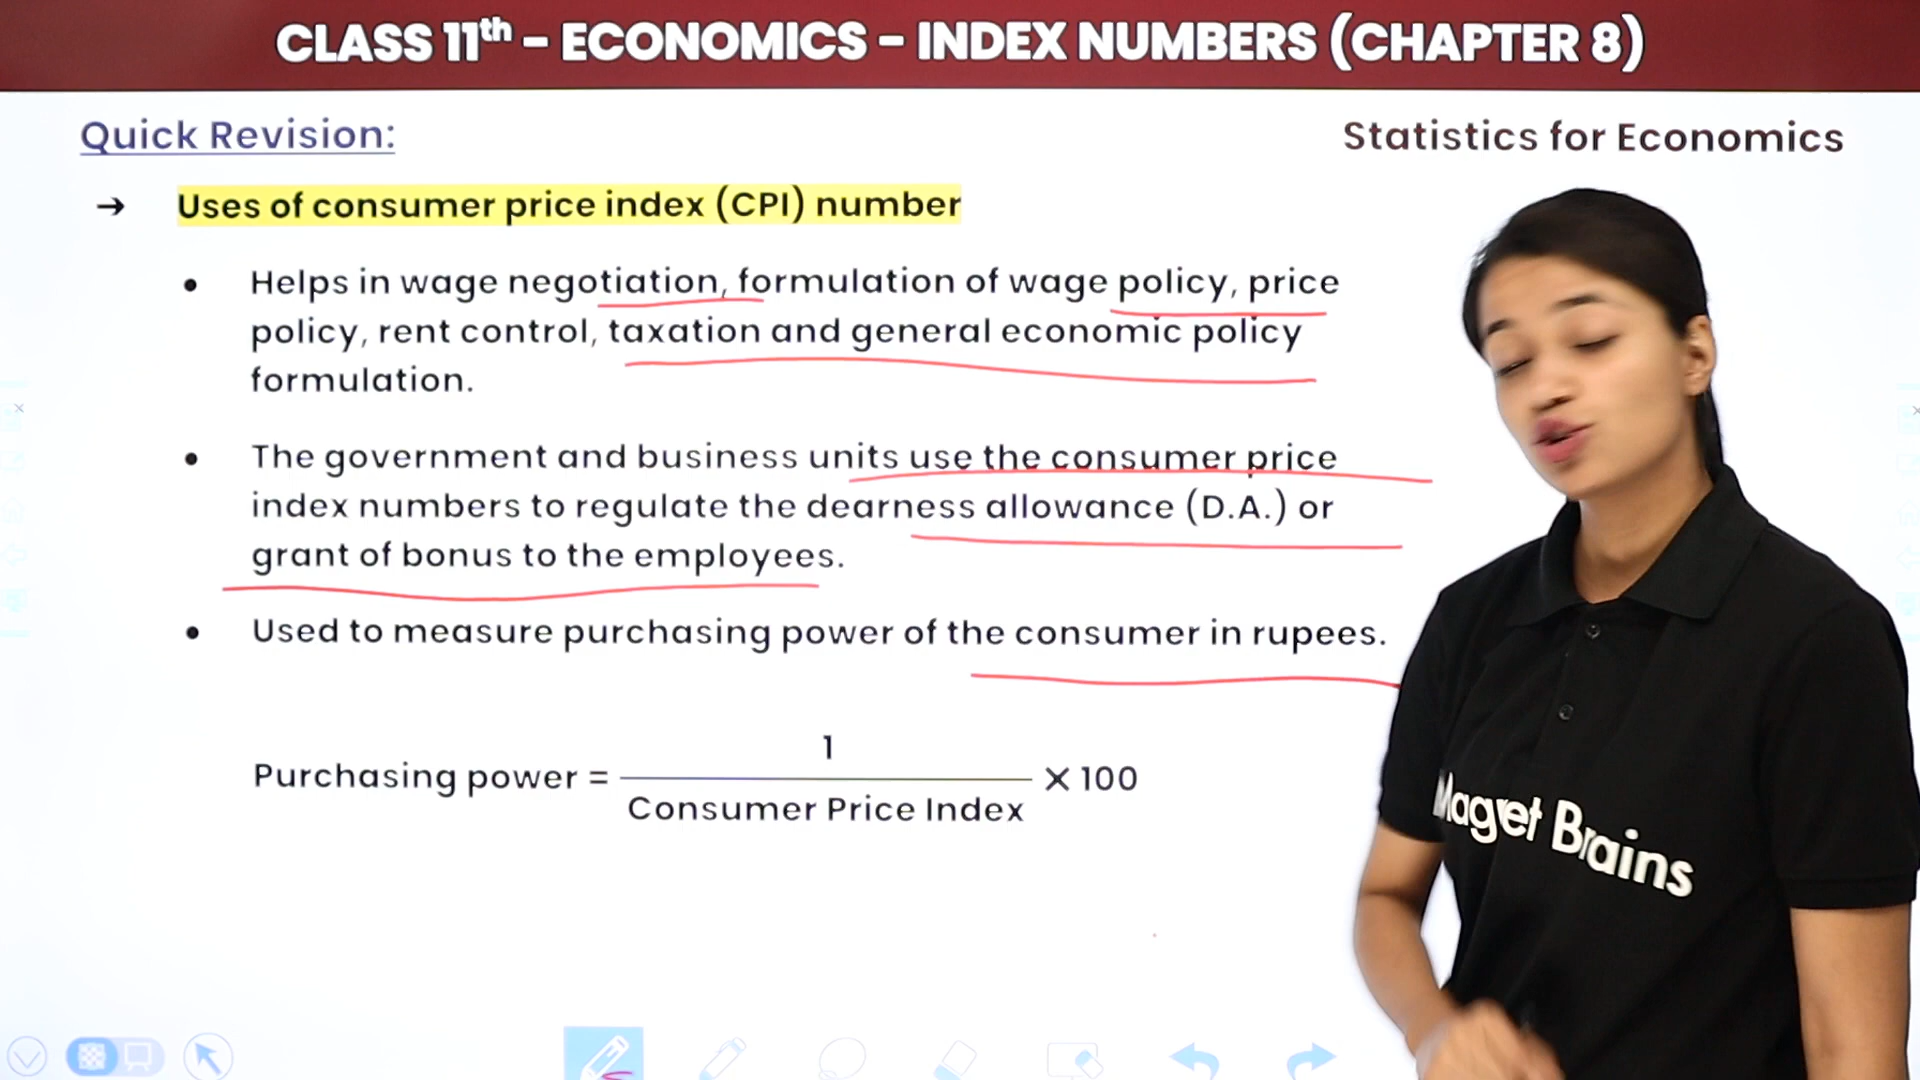 CLASS 11th - ECONOMICS - INDEX NUMBERS (CHAPTER 8)
Quick Revision:
Statistics for Economics
→ Uses of consumer price index (CPI) number
• Helps in wage negotiation, formulation of wage policy, price
policy, rent control, taxation and general economic policy
formulation.
• The government and business units use the consumer price
index numbers to regulate the dearness allowance (D.A.) or
grant of bonus to the employees.
• Used to measure purchasing power of the consumer in rupees.
1
Purchasing power = ———— × 100
Consumer Price Index
Magnet Brains